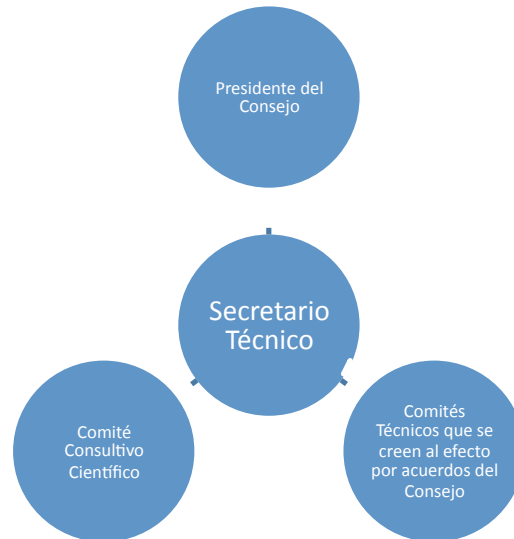 Presidente del
Consejo
Secretario
Técnico
Comité
Consultivo
Científico
Comités
Técnicos que se
creen al efecto
por acuerdos del
Consejo